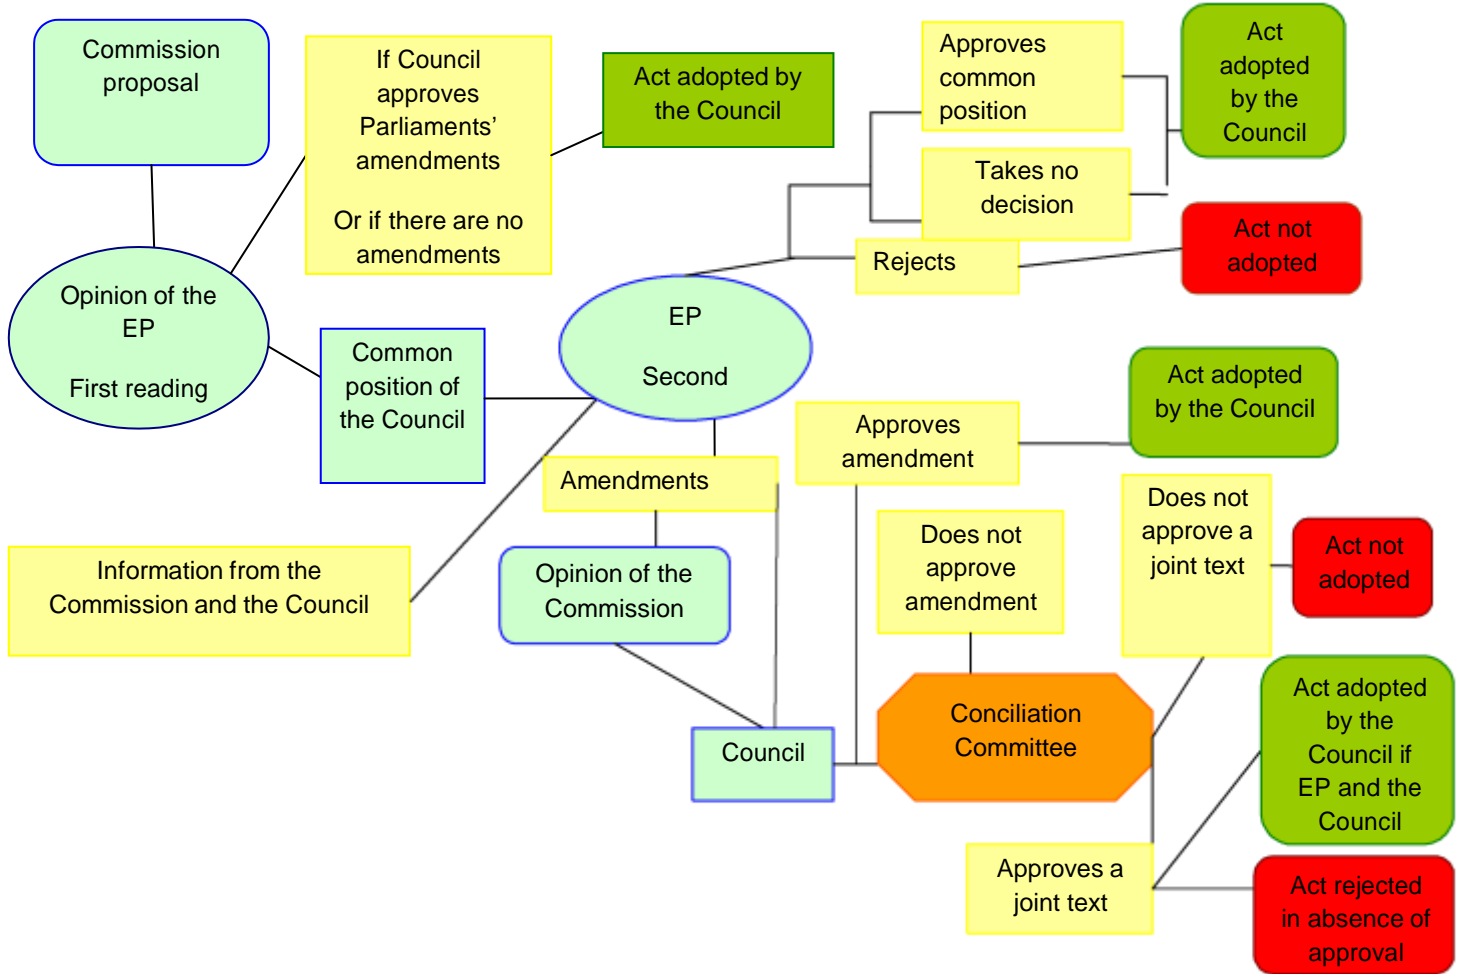 Commission
proposal
If Council
approves
Parliaments’
amendments
Or if there are no
amendments
Act adopted by
the Council
Approves
common
position
Act
adopted
by the
Council
Takes no
decision
Rejects
Act not
adopted
Opinion of the
EP
First reading
Common
position of
the Council
EP
Second
Act adopted
by the Council
Approves
amendment
Amendments
Does not
approve a
joint text
Act not
adopted
Does not
approve
amendment
Information from the
Commission and the Council
Opinion of the
Commission
Council
Conciliation
Committee
Act adopted
by the
Council if
EP and the
Council
Approves a
joint text
Act rejected
in absence of
approval